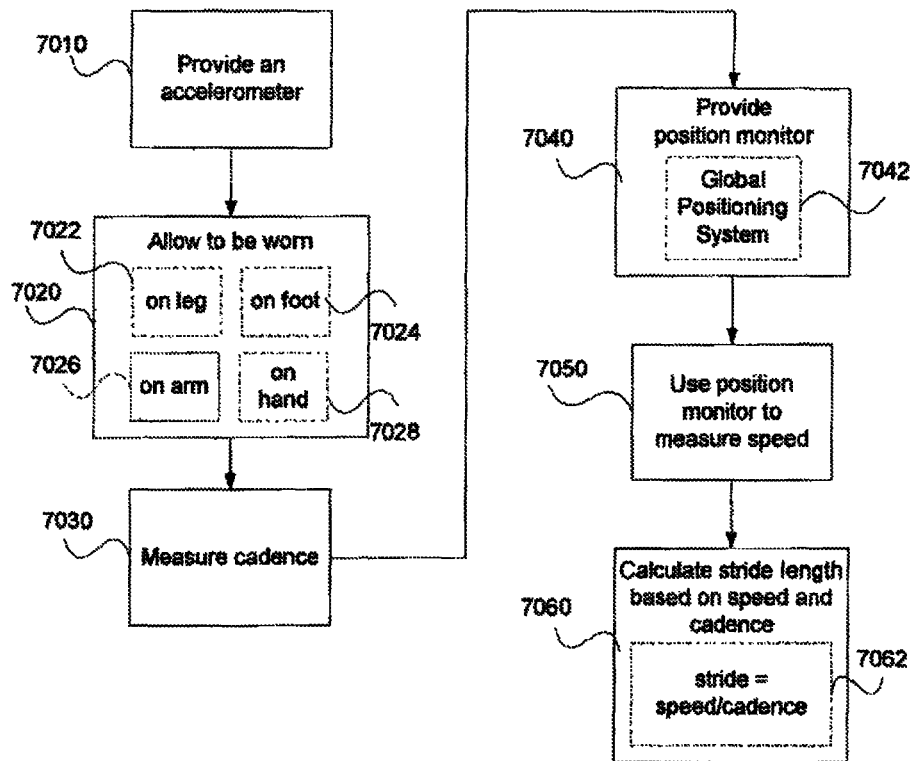 7010
Provide an
accelerometer
7020
Allow to be worn
7022
on leg
on foot
7024
7026
on arm
on
hand
7028
7030
Measure cadence
7040
Provide
position monitor
Global
Positioning
System
7042
7050
Use position
monitor to
measure speed
7060
Calculate stride length
based on speed and
cadence
stride =
speed/cadence
7062